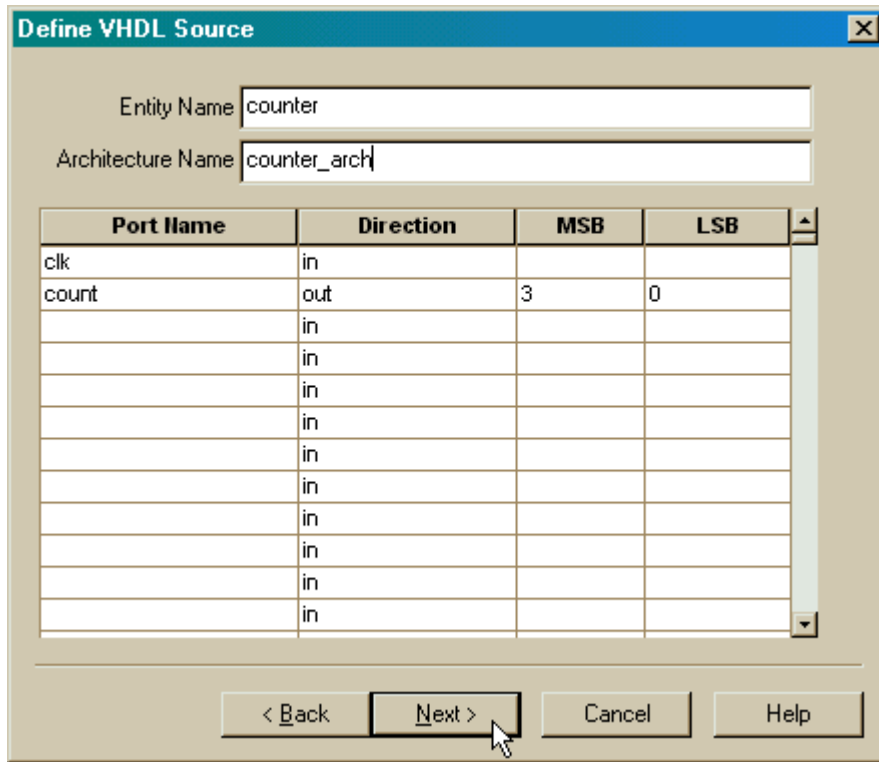 Define VHDL Source
Entity Name counter
Architecture Name counter_arch
Port Name Direction MSB LSB
clk in
count out 3 0
in
in
in
in
in
in
in
in
in
in
< Back Next > Cancel Help